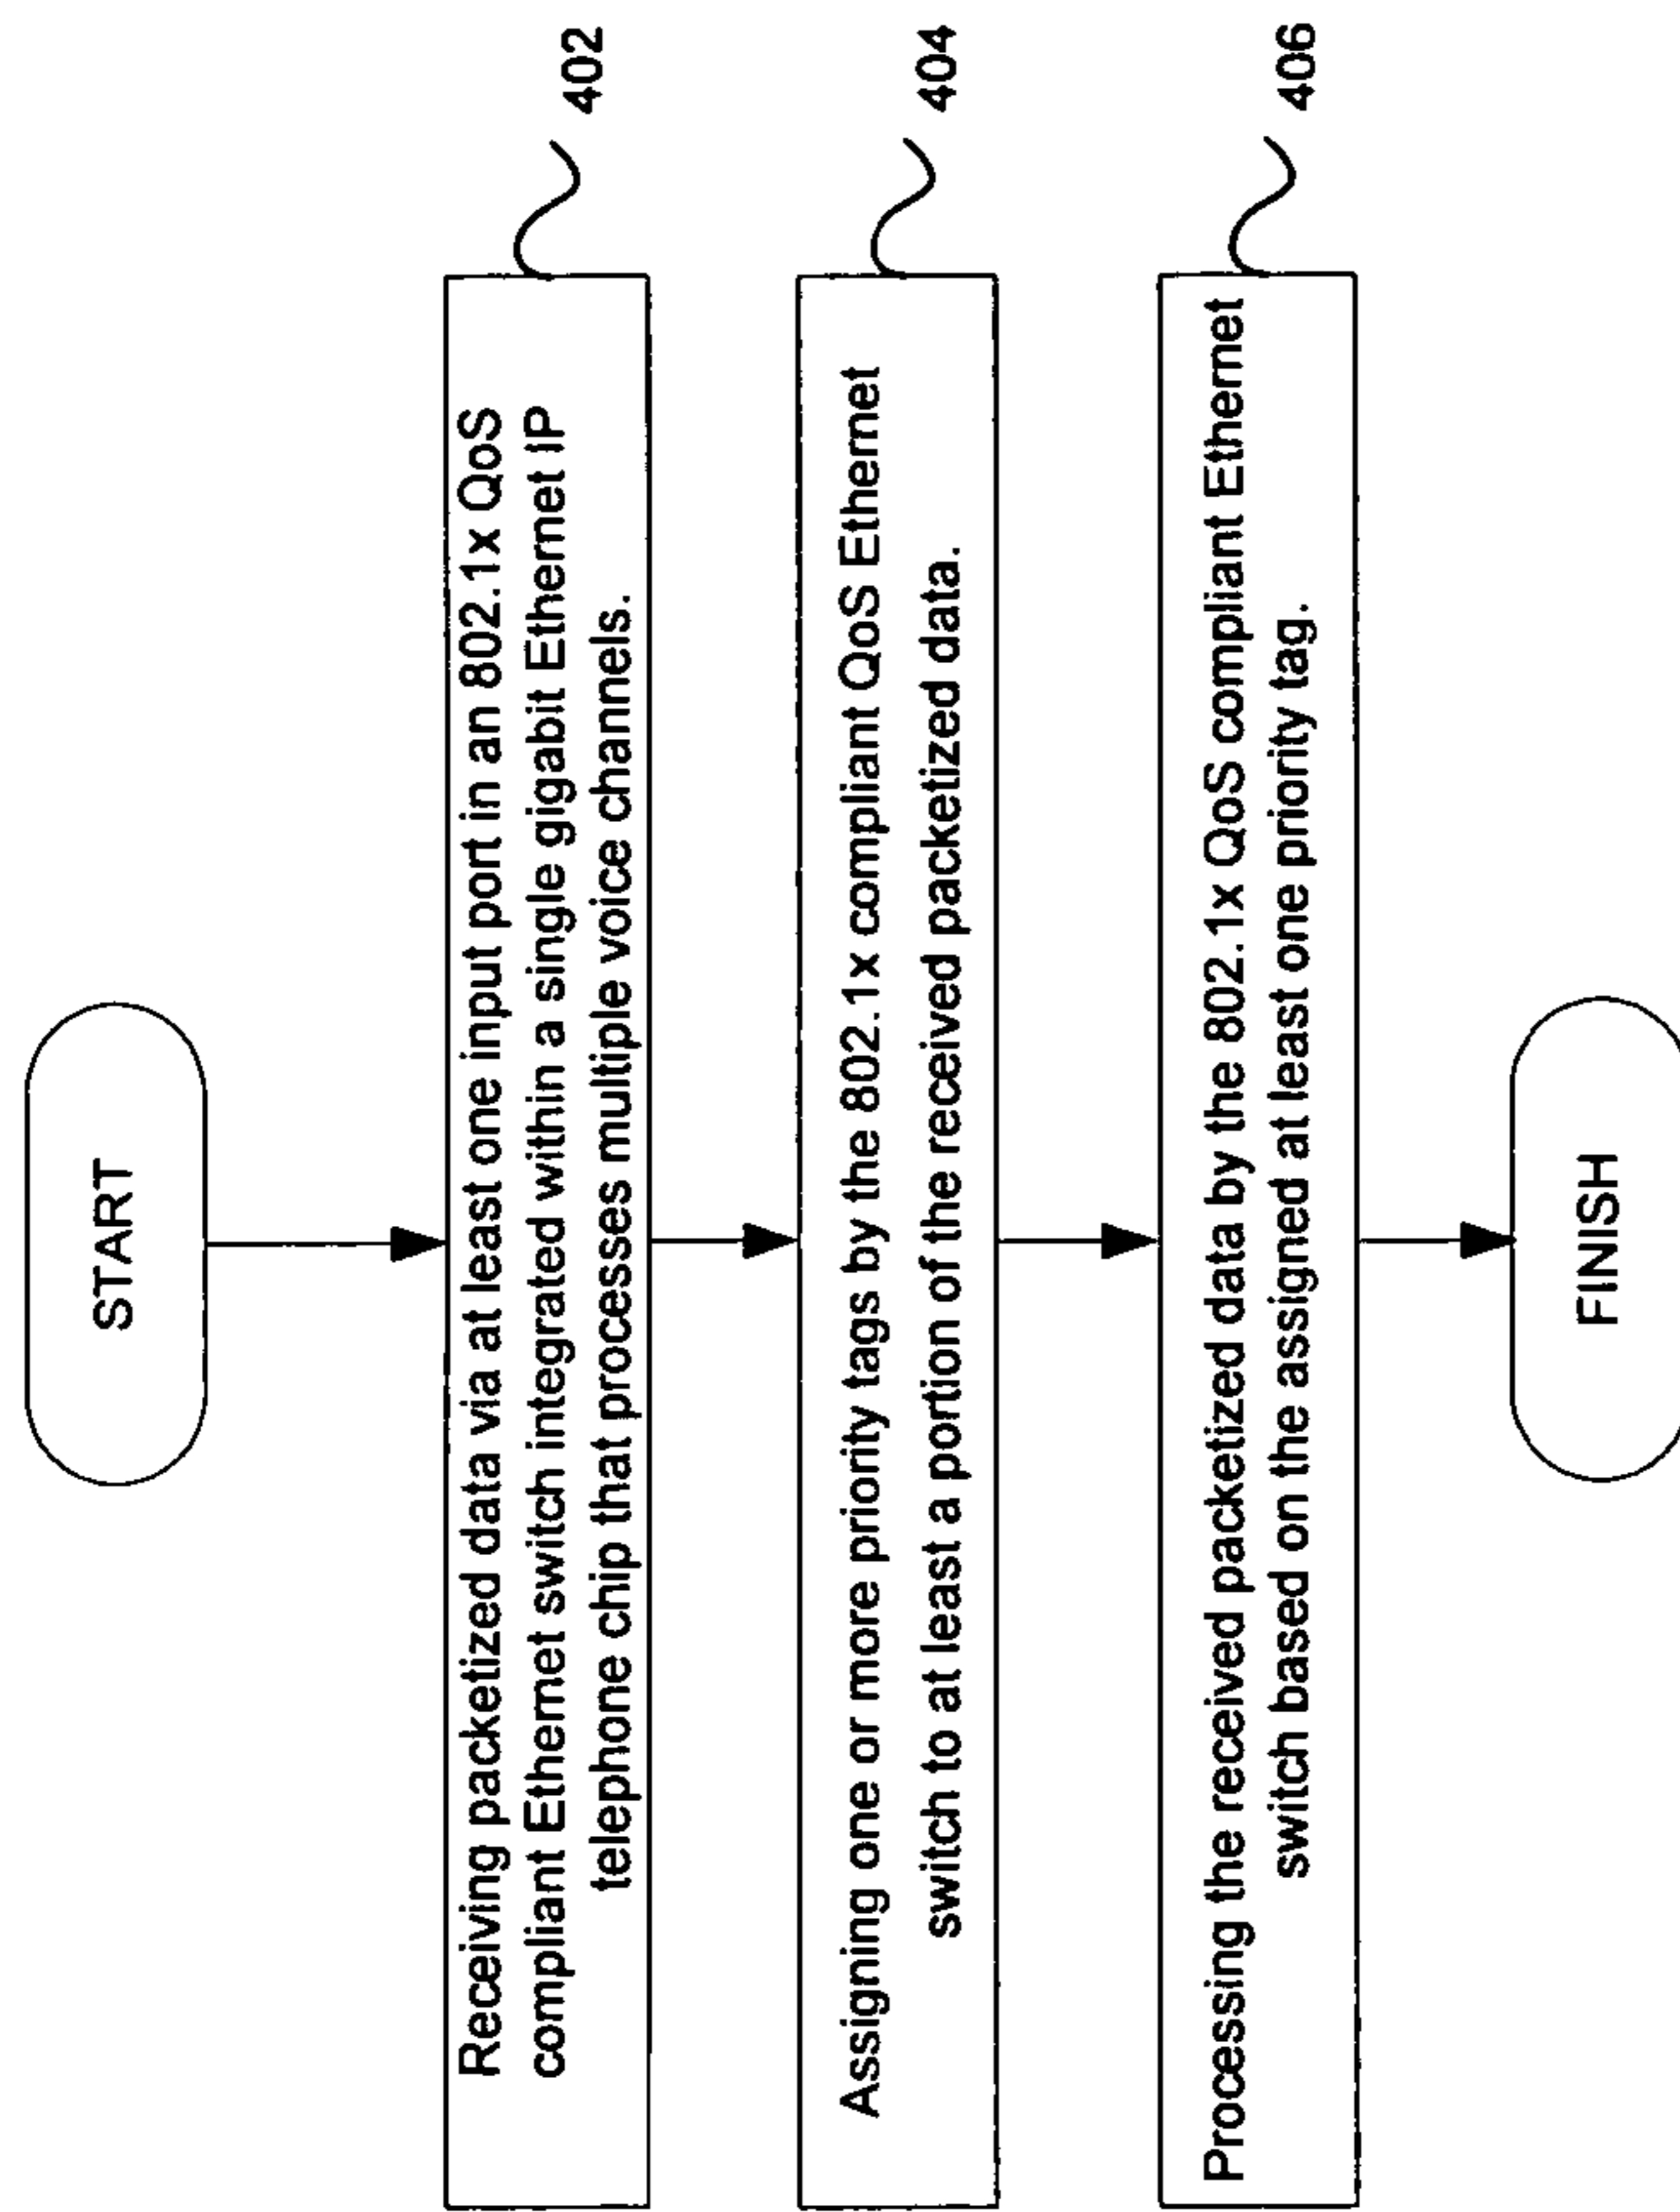 START
Receiving packetized data via at least one input port in an 802.1x QoS
compliant Ethernet switch integrated within a single gigabit Ethernet IP
telephone chip that processes multiple voice channels.
402
Assigning one or more priority tags by the 802.1x compliant QoS Ethernet
switch to at least a portion of the received packetized data.
404
Processing the received packetized data by the 802.1x QoS compliant Ethernet
switch based on the assigned at least one priority tag.
406
FINISH